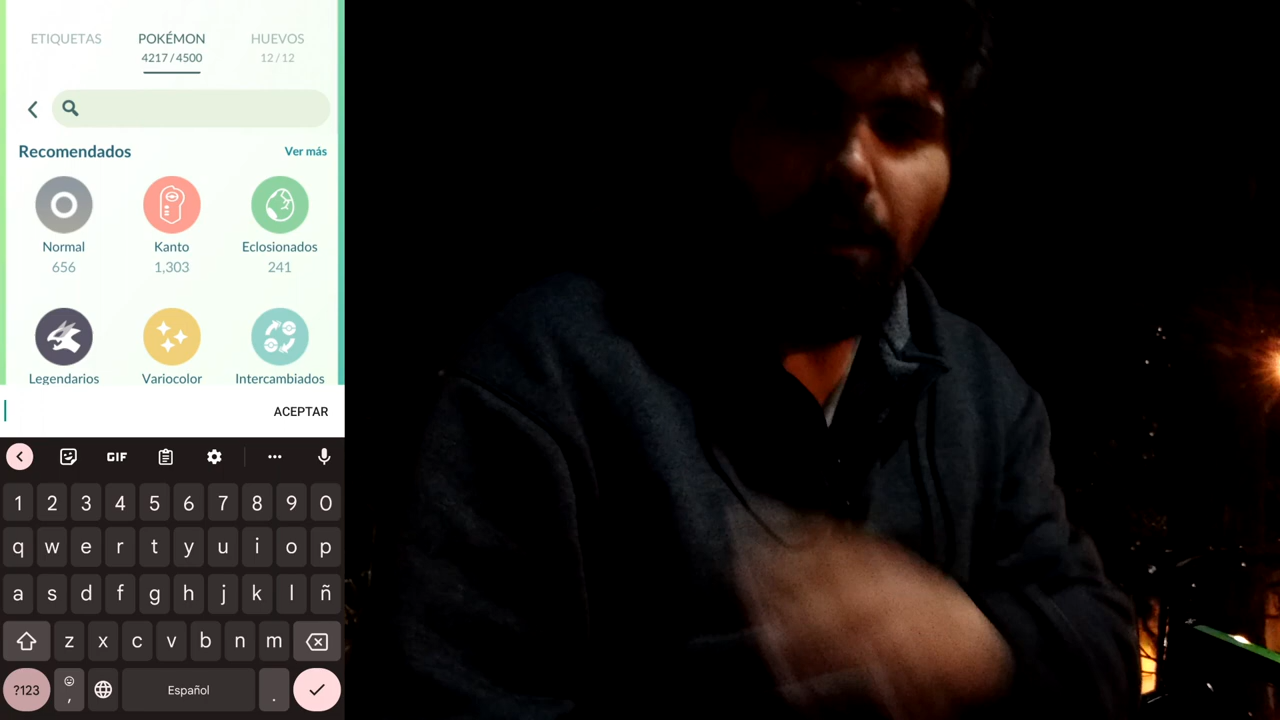 ETIQUETAS POKÉMON HUEVOS
4217 / 4500 12 / 12
Recomendados Ver más
Normal Kanto Eclosionados
656 1,303 241
Legendarios Variocolor Intercambiados
ACEPTAR
GIF
1 2 3 4 5 6 7 8 9 0
q w e r t y u i o p
a s d f g h j k l ñ
z x c v b n m
?123 , Español .